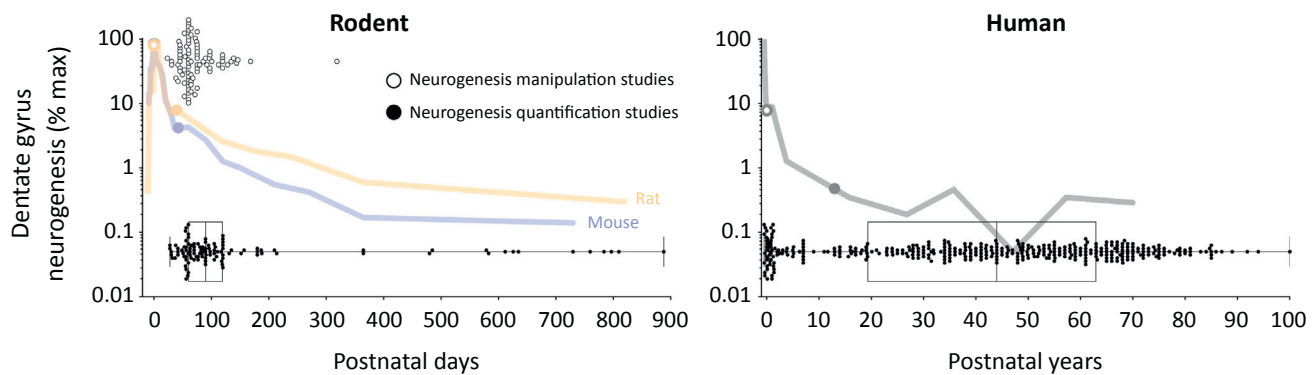 Rodent
Dentate gyrus
neurogenesis (% max)
100
10
1
0.1
0.01
Neurogenesis manipulation studies
Neurogenesis quantification studies
Rat
Mouse
0 100 200 300 400 500 600 700 800 900
Postnatal days
Human
100
10
1
0.1
0.01
0 10 20 30 40 50 60 70 80 90 100
Postnatal years